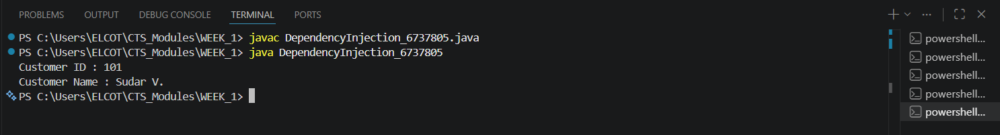 PROBLEMS OUTPUT DEBUG CONSOLE TERMINAL PORTS
PS C:\Users\ELCOT\CTS_Modules\WEEK_1> javac DependencyInjection_6737805.java
PS C:\Users\ELCOT\CTS_Modules\WEEK_1> java DependencyInjection_6737805
Customer ID : 101
Customer Name : Sudar V.
PS C:\Users\ELCOT\CTS_Modules\WEEK_1>
powershell...
powershell...
powershell...
powershell...
powershell...